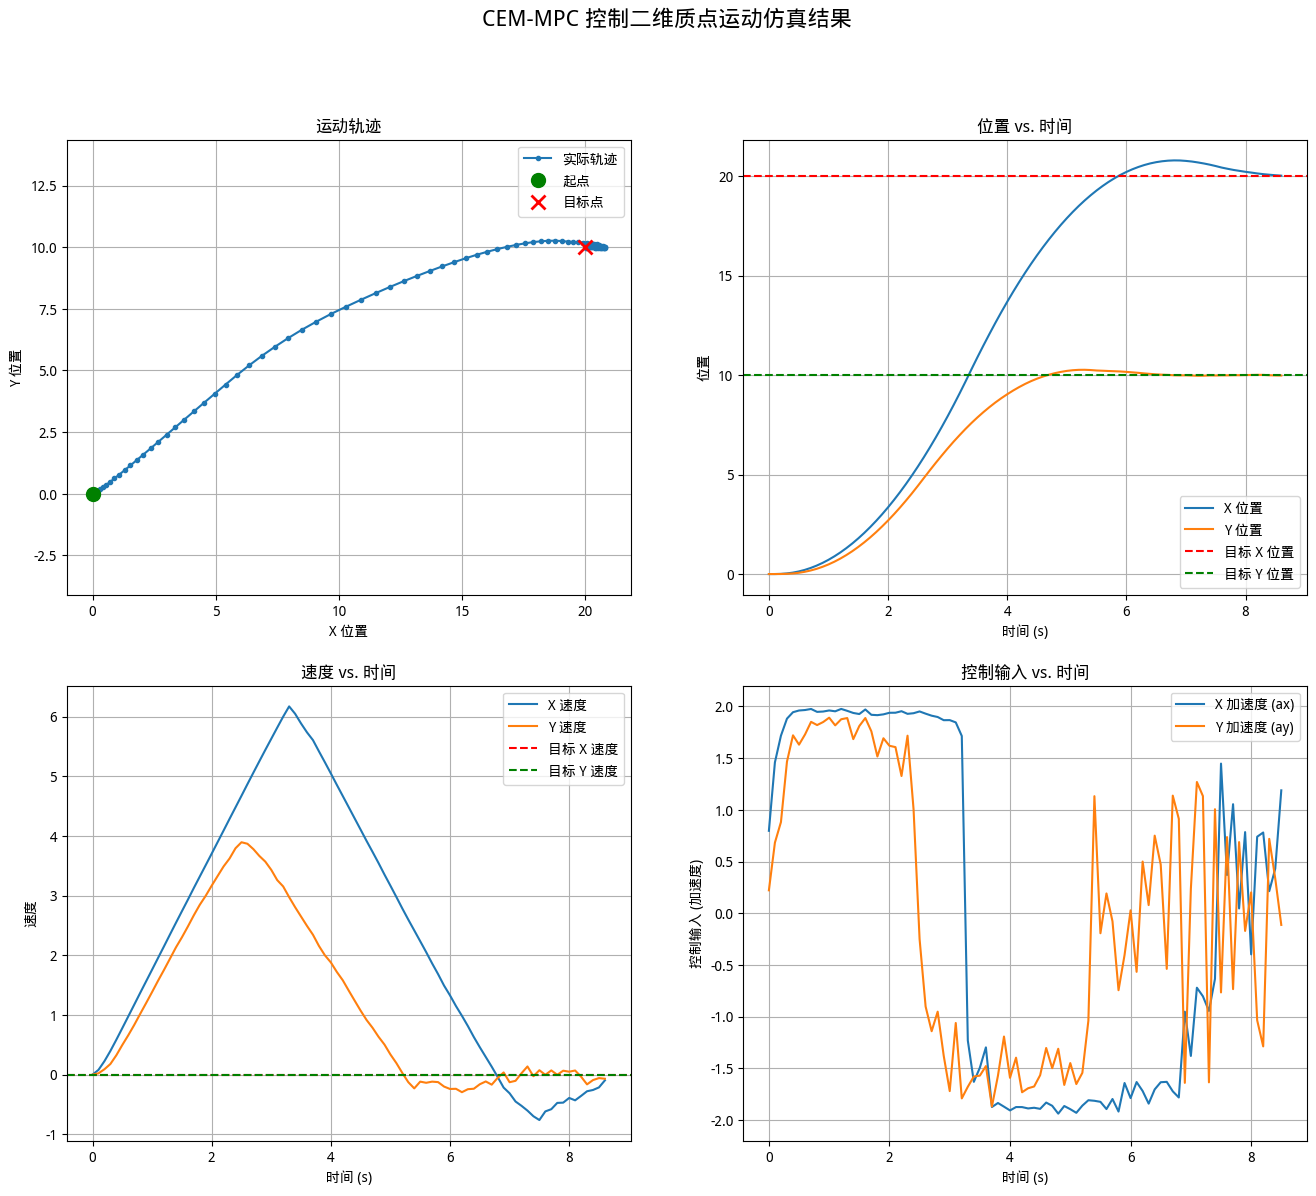 CEM-MPC 控制二维质点运动仿真结果
运动轨迹
实际轨迹
起点
目标点
12.5
10.0
7.5
5.0
2.5
0.0
-2.5
Y 位置
0
5
10
15
20
X 位置
位置 vs. 时间
20
15
10
5
0
位置
X 位置
Y 位置
目标 X 位置
目标 Y 位置
0
2
4
6
8
时间 (s)
速度 vs. 时间
X 速度
Y 速度
目标 X 速度
目标 Y 速度
6
5
4
3
2
1
0
-1
速度
0
2
4
6
8
时间 (s)
控制输入 vs. 时间
X 加速度 (ax)
Y 加速度 (ay)
2.0
1.5
1.0
0.5
0.0
-0.5
-1.0
-1.5
-2.0
控制输入 (加速度)
0
2
4
6
8
时间 (s)